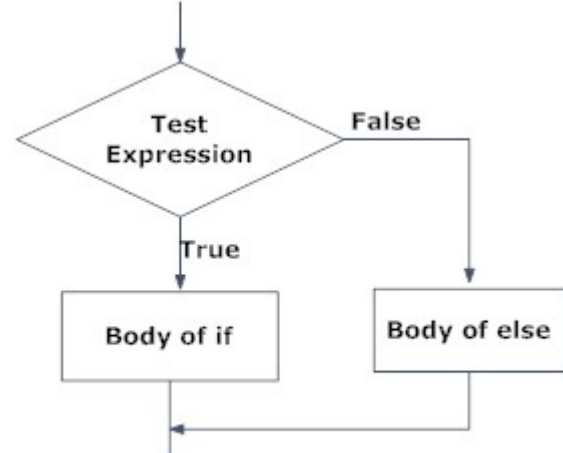 Test
Expression
False
True
Body of if
Body of else